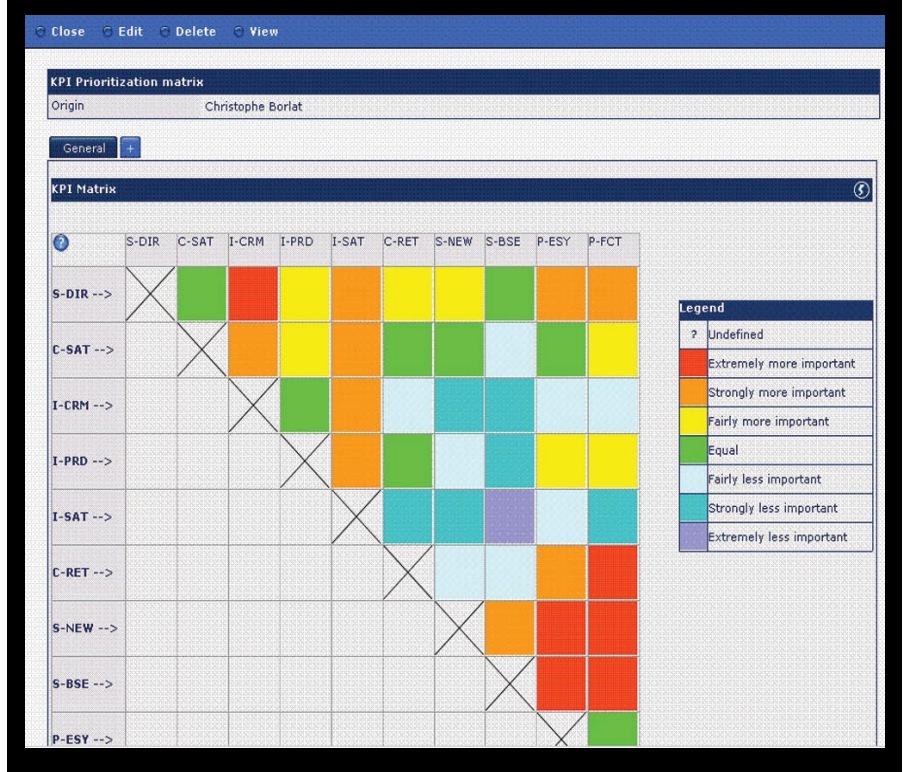 Close Edit Delete View
KPI Prioritization matrix
Origin Christophe Borlat
General +
KPI Matrix
? S-DIR C-SAT I-CRM I-PRD I-SAT C-RET S-NEW S-BSE P-ESY P-FCT
S-DIR -->
C-SAT -->
I-CRM -->
I-PRD -->
I-SAT -->
C-RET -->
S-NEW -->
S-BSE -->
P-ESY -->
Legend
? Undefined
Extremely more important
Strongly more important
Fairly more important
Equal
Fairly less important
Strongly less important
Extremely less important